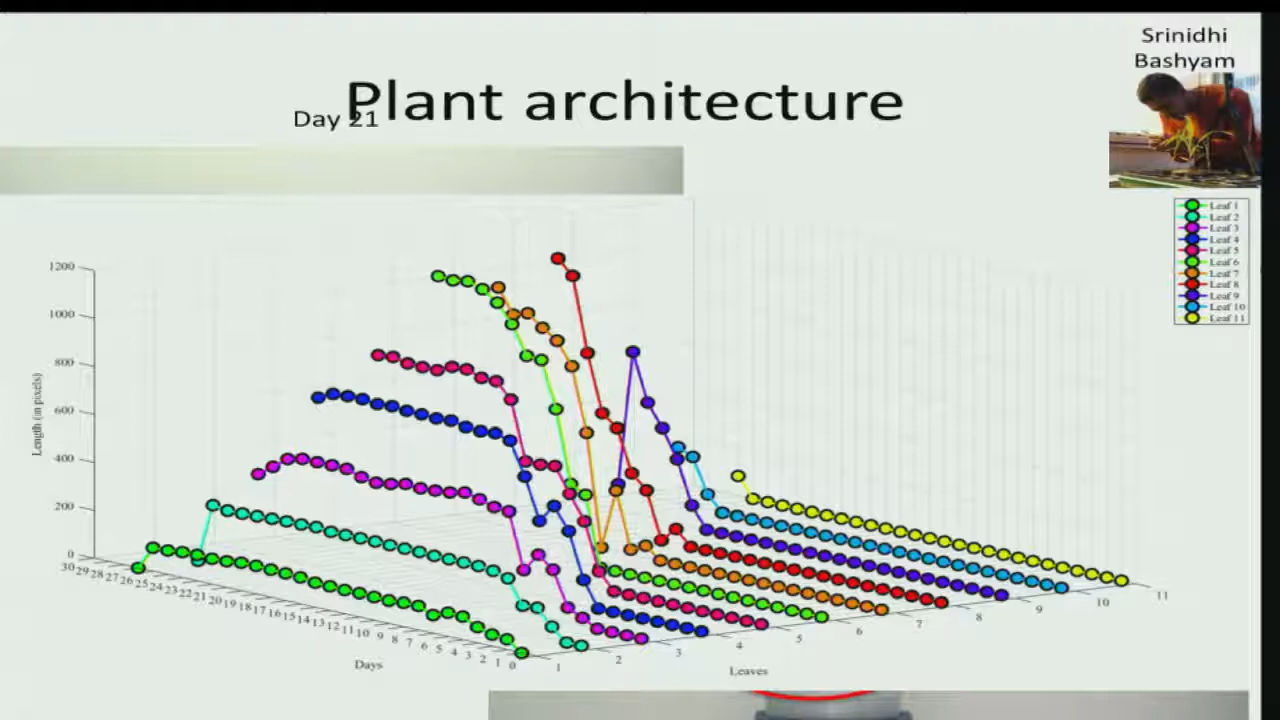 Srinidhi
Bashyam
Plant architecture
Day 21
Leaf 1
Leaf 2
Leaf 3
Leaf 4
Leaf 5
Leaf 6
Leaf 7
Leaf 8
Leaf 9
Leaf 10
Leaf 11
1200
1000
800
600
400
200
0
Length (in pixels)
30 29 28 27 26 25 24 23 22 21 20 19 18 17 16 15 14 13 12 11 10 9 8 7 6 5 4 3 2 1 0
Days
1 2 3 4 5 6 7 8 9 10 11
Leaves